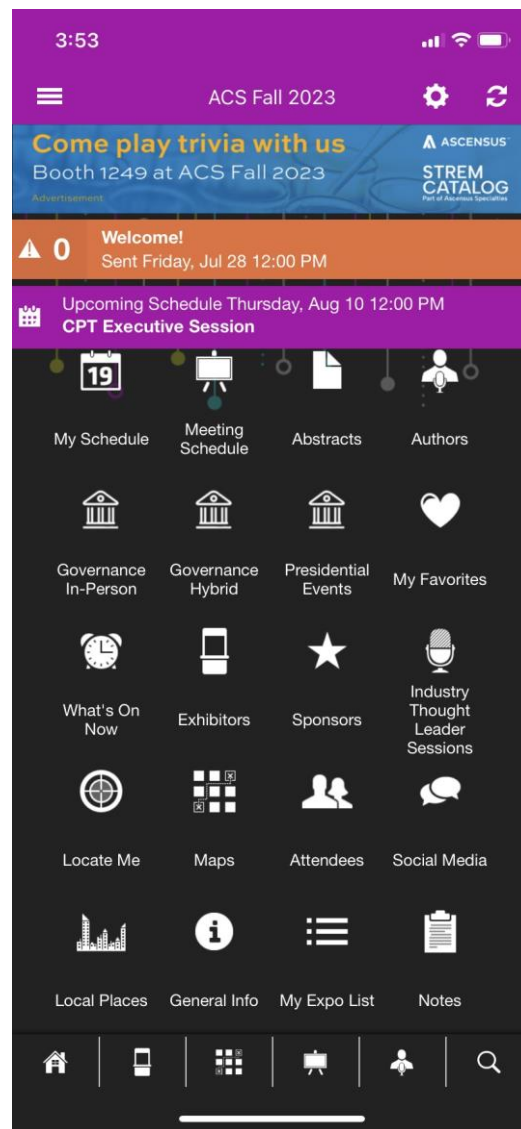 3:53
ACS Fall 2023
Come play trivia with us
Booth 1249 at ACS Fall 2023
Advertisement
ASCENSUS
STREM
CATALOG
Part of Ascensus Specialties
0
Welcome!
Sent Friday, Jul 28 12:00 PM
Upcoming Schedule Thursday, Aug 10 12:00 PM
CPT Executive Session
19
My Schedule
Meeting
Schedule
Abstracts
Authors
Governance
In-Person
Governance
Hybrid
Presidential
Events
My Favorites
What's On
Now
Exhibitors
Sponsors
Industry
Thought
Leader
Sessions
Locate Me
Maps
Attendees
Social Media
Local Places
General Info
My Expo List
Notes